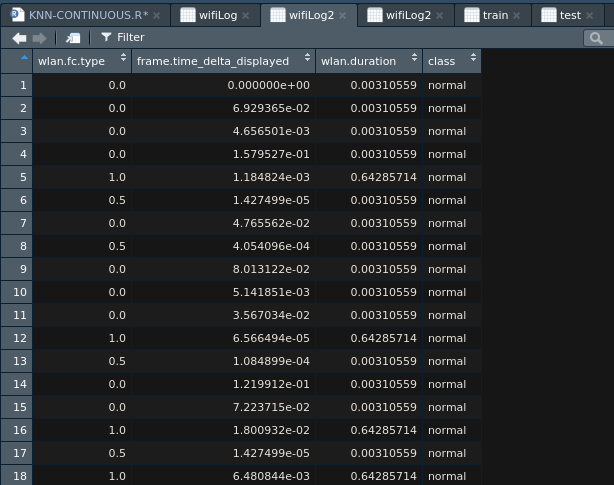 KNN-CONTINUOUS.R* wifiLog wifiLog2 wifiLog2 train test
Filter
wlan.fc.type frame.time_delta_displayed wlan.duration class
1 0.0 0.000000e+00 0.00310559 normal
2 0.0 6.929365e-02 0.00310559 normal
3 0.0 4.656501e-03 0.00310559 normal
4 0.0 1.579527e-01 0.00310559 normal
5 1.0 1.184824e-03 0.64285714 normal
6 0.5 1.427499e-05 0.00310559 normal
7 0.0 4.765562e-02 0.00310559 normal
8 0.5 4.054096e-04 0.00310559 normal
9 0.0 8.013122e-02 0.00310559 normal
10 0.0 5.141851e-03 0.00310559 normal
11 0.0 3.567034e-02 0.00310559 normal
12 1.0 6.566494e-05 0.64285714 normal
13 0.5 1.084899e-04 0.00310559 normal
14 0.0 1.219912e-01 0.00310559 normal
15 0.0 7.223715e-02 0.00310559 normal
16 1.0 1.800932e-02 0.64285714 normal
17 0.5 1.427499e-05 0.00310559 normal
18 1.0 6.480844e-03 0.64285714 normal